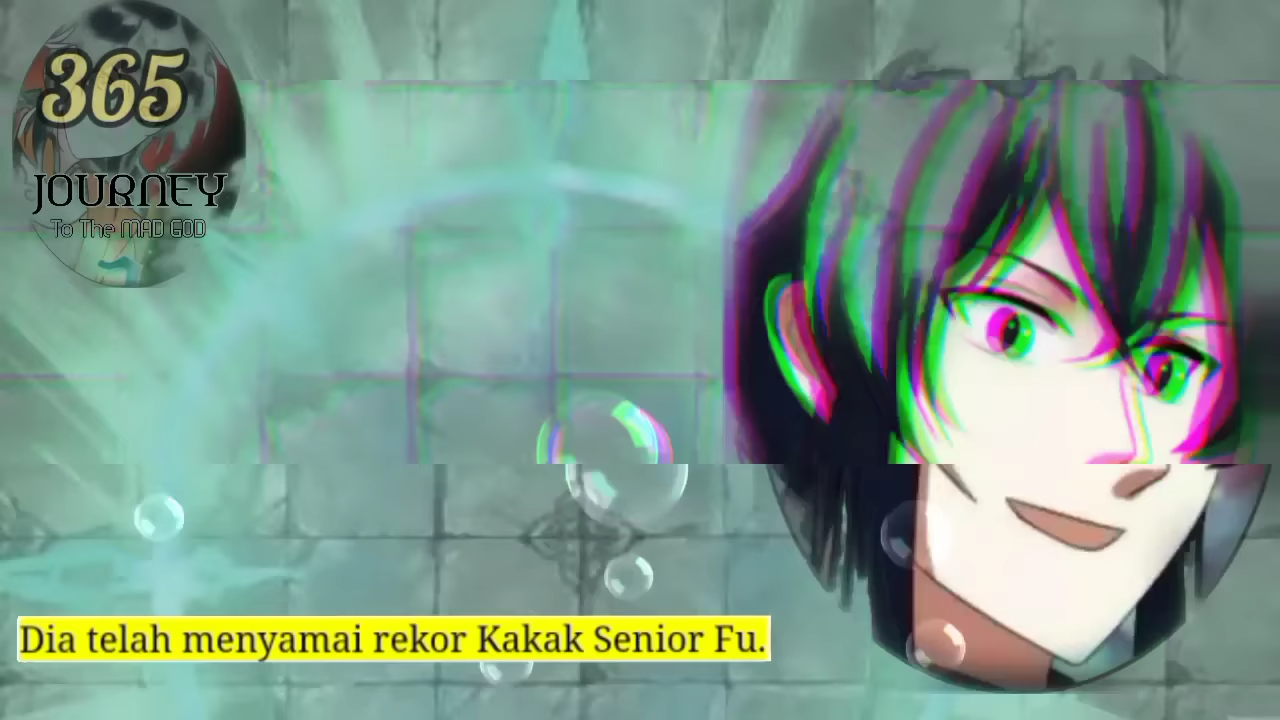 365
JOURNEY
To The MAD GOD
Dia telah menyamai rekor Kakak Senior Fu.